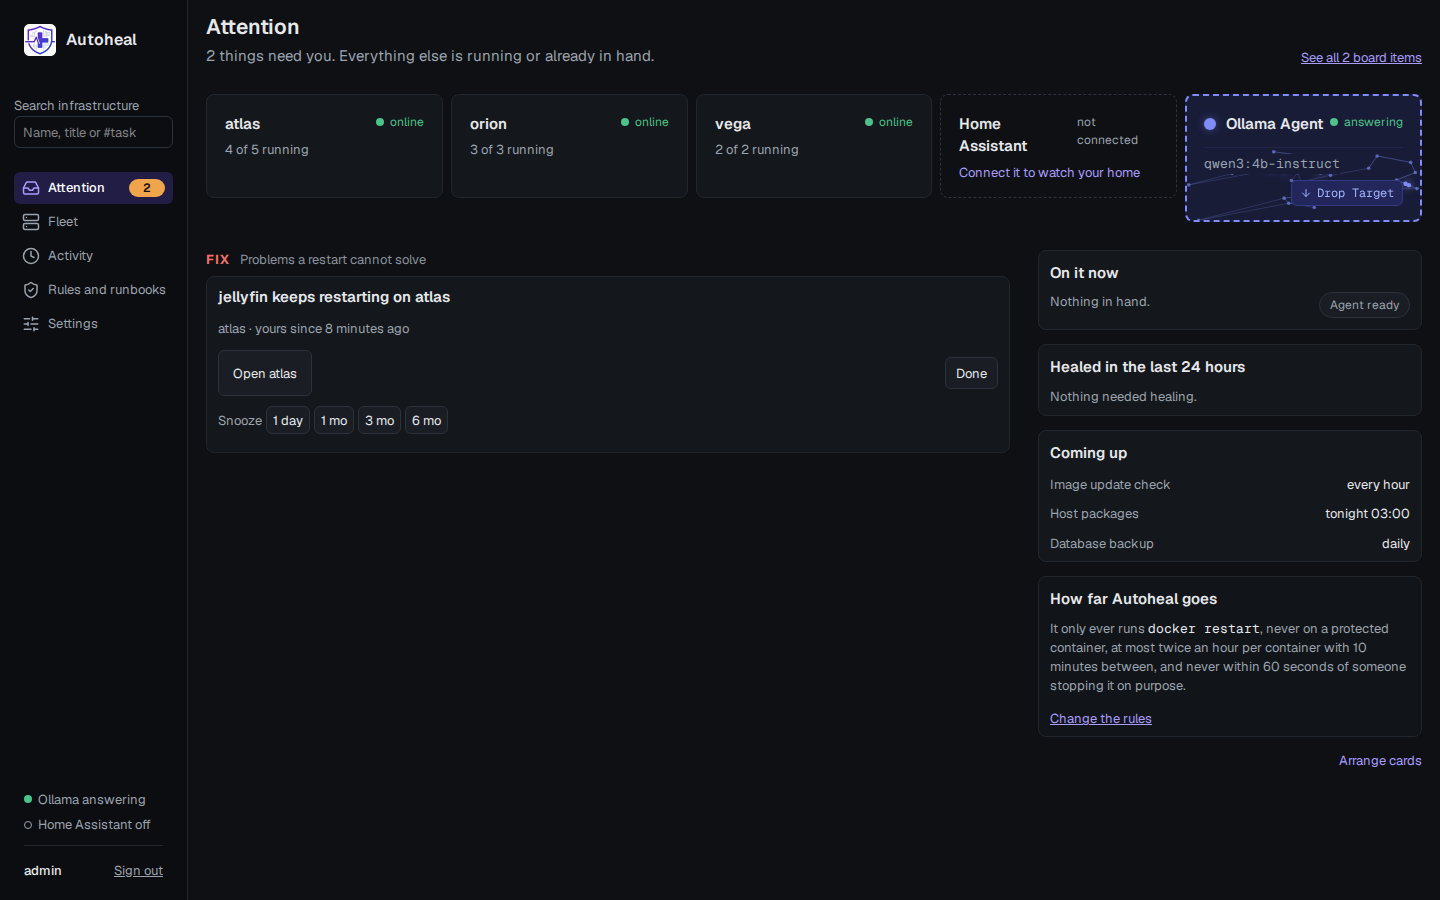 Autoheal
Search infrastructure
Name, title or #task
Attention 2
Fleet
Activity
Rules and runbooks
Settings
Ollama answering
Home Assistant off
admin Sign out
Attention
2 things need you. Everything else is running or already in hand.
See all 2 board items
atlas online
4 of 5 running
orion online
3 of 3 running
vega online
2 of 2 running
Home Assistant not connected
Connect it to watch your home
Ollama Agent answering
qwen3:4b-instruct
↓ Drop Target
FIX Problems a restart cannot solve
jellyfin keeps restarting on atlas
atlas · yours since 8 minutes ago
Open atlas Done
Snooze 1 day 1 mo 3 mo 6 mo
On it now
Nothing in hand. Agent ready
Healed in the last 24 hours
Nothing needed healing.
Coming up
Image update check every hour
Host packages tonight 03:00
Database backup daily
How far Autoheal goes
It only ever runs docker restart, never on a protected
container, at most twice an hour per container with 10
minutes between, and never within 60 seconds of someone
stopping it on purpose.
Change the rules
Arrange cards